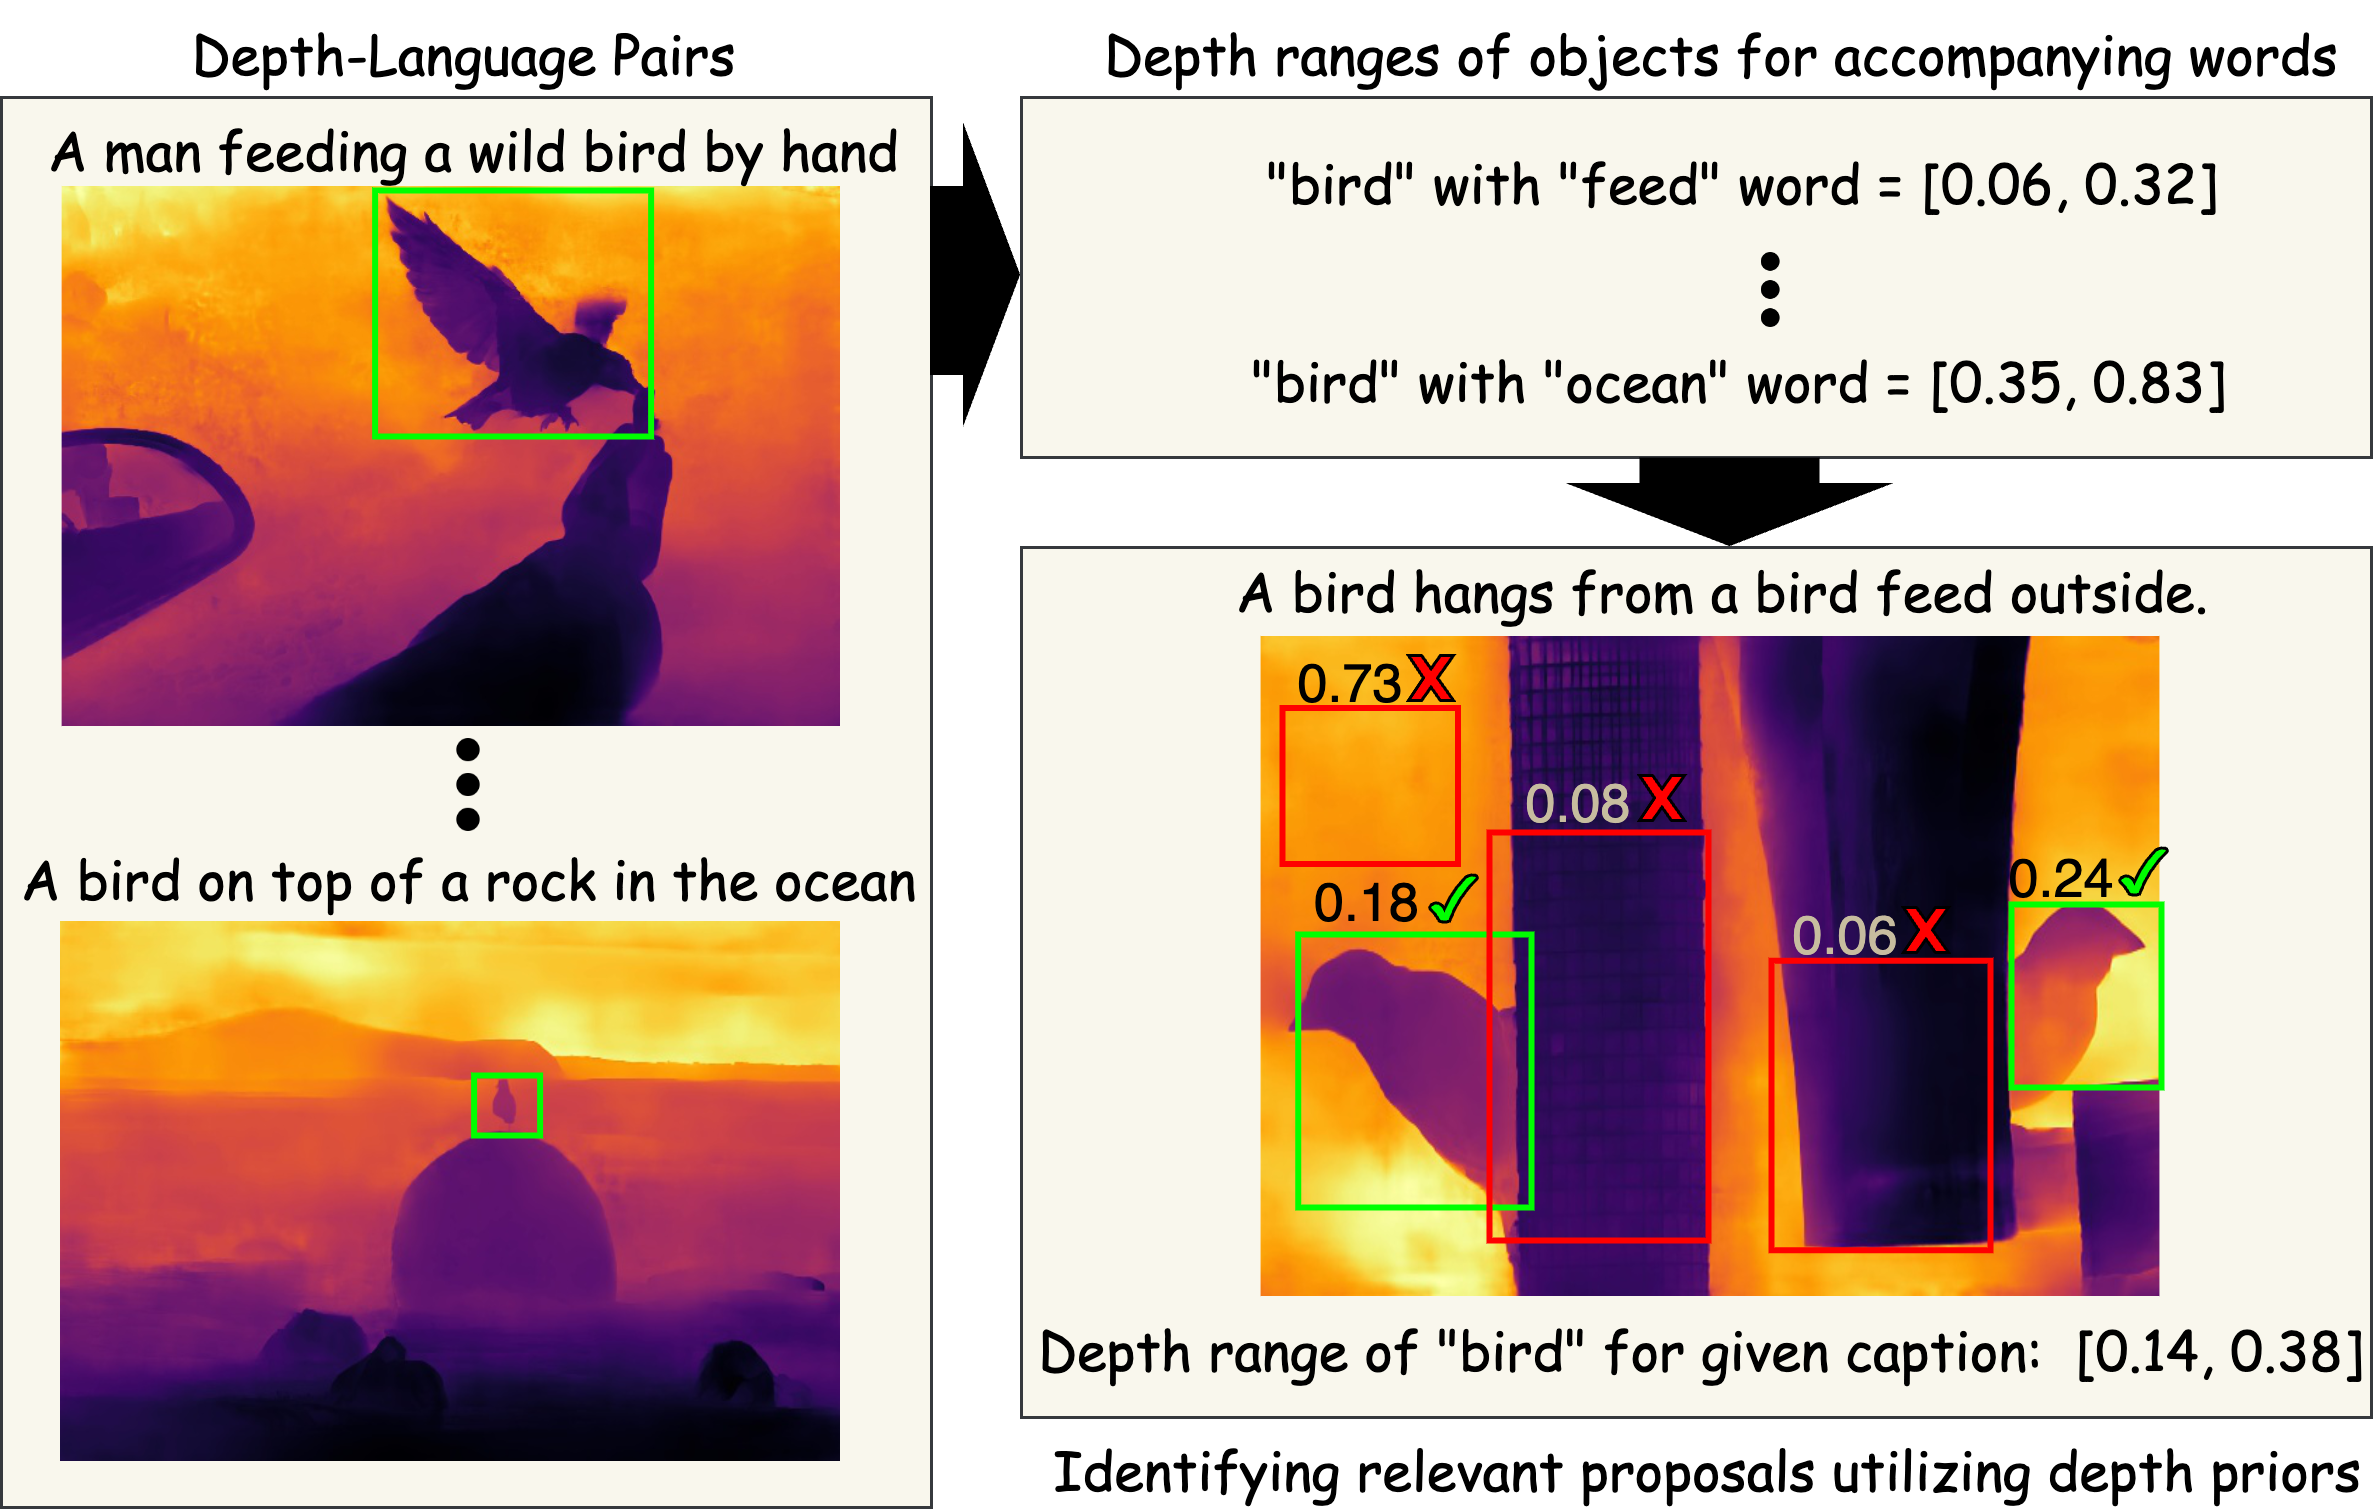 Depth-Language Pairs
A man feeding a wild bird by hand
A bird on top of a rock in the ocean
Depth ranges of objects for accompanying words
"bird" with "feed" word = [0.06, 0.32]
"bird" with "ocean" word = [0.35, 0.83]
A bird hangs from a bird feed outside.
0.73 X
0.08 X
0.18 ✓
0.24 ✓
0.06 X
Depth range of "bird" for given caption: [0.14, 0.38]
Identifying relevant proposals utilizing depth priors